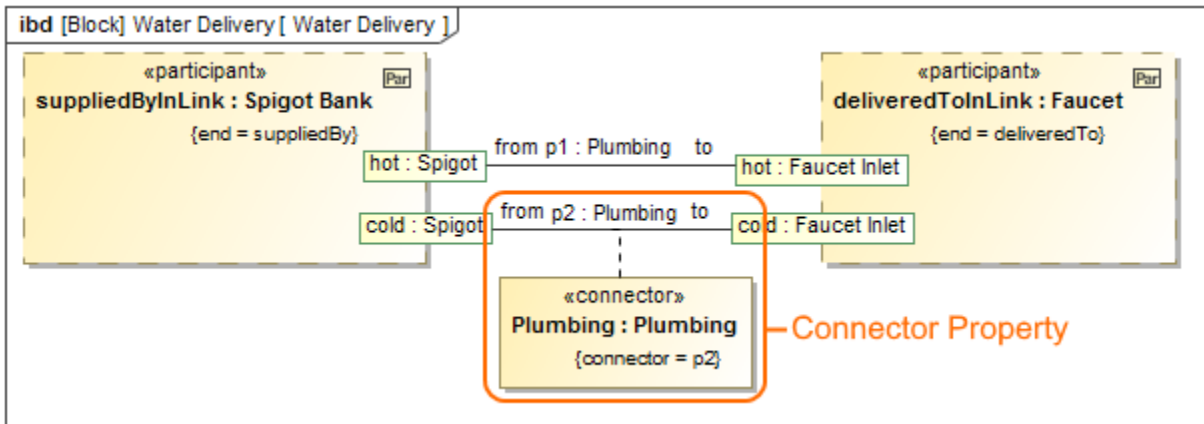 ibd [Block] Water Delivery [ Water Delivery ]
«participant»
Par
suppliedByInLink : Spigot Bank
{end = suppliedBy}
«participant»
Par
deliveredToInLink : Faucet
{end = deliveredTo}
hot : Spigot
from p1 : Plumbing to
hot : Faucet Inlet
cold : Spigot
from p2 : Plumbing to
cold : Faucet Inlet
«connector»
Plumbing : Plumbing
{connector = p2}
Connector Property